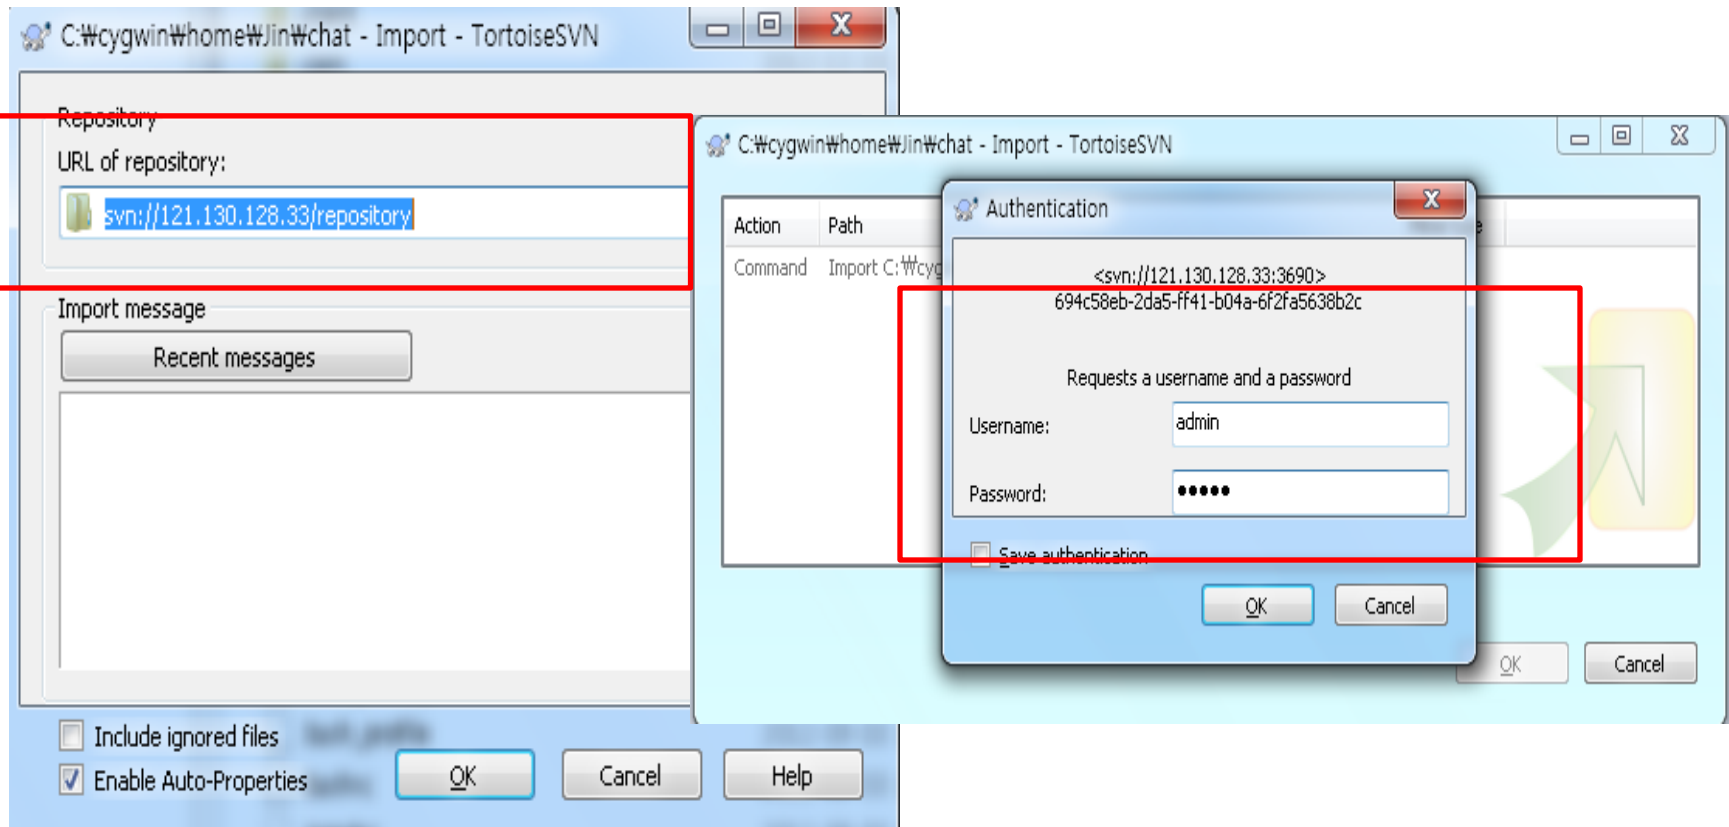 C:₩cygwin₩home₩Jin₩chat - Import - TortoiseSVN
Repository
URL of repository:
svn://121.130.128.33/repository
Import message
Recent messages
Include ignored files
Enable Auto-Properties
OK
Cancel
Help
C:₩cygwin₩home₩Jin₩chat - Import - TortoiseSVN
Action Path
Command Import C:₩cyg
Authentication
<svn://121.130.128.33:3690>
694c58eb-2da5-ff41-b04a-6f2fa5638b2c
Requests a username and a password
Username: admin
Password: •••••
Save authentication
OK Cancel
OK Cancel